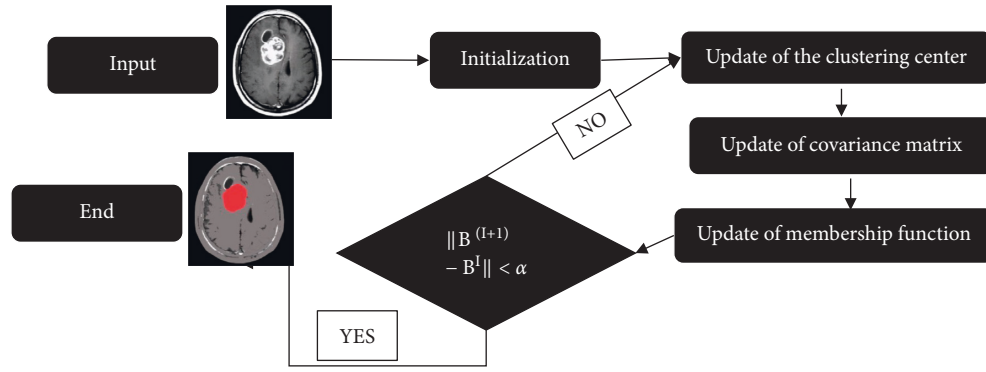 Input
Initialization
Update of the clustering center
NO
Update of covariance matrix
End
‖B (I+1)
– B^I‖ < α
Update of membership function
YES